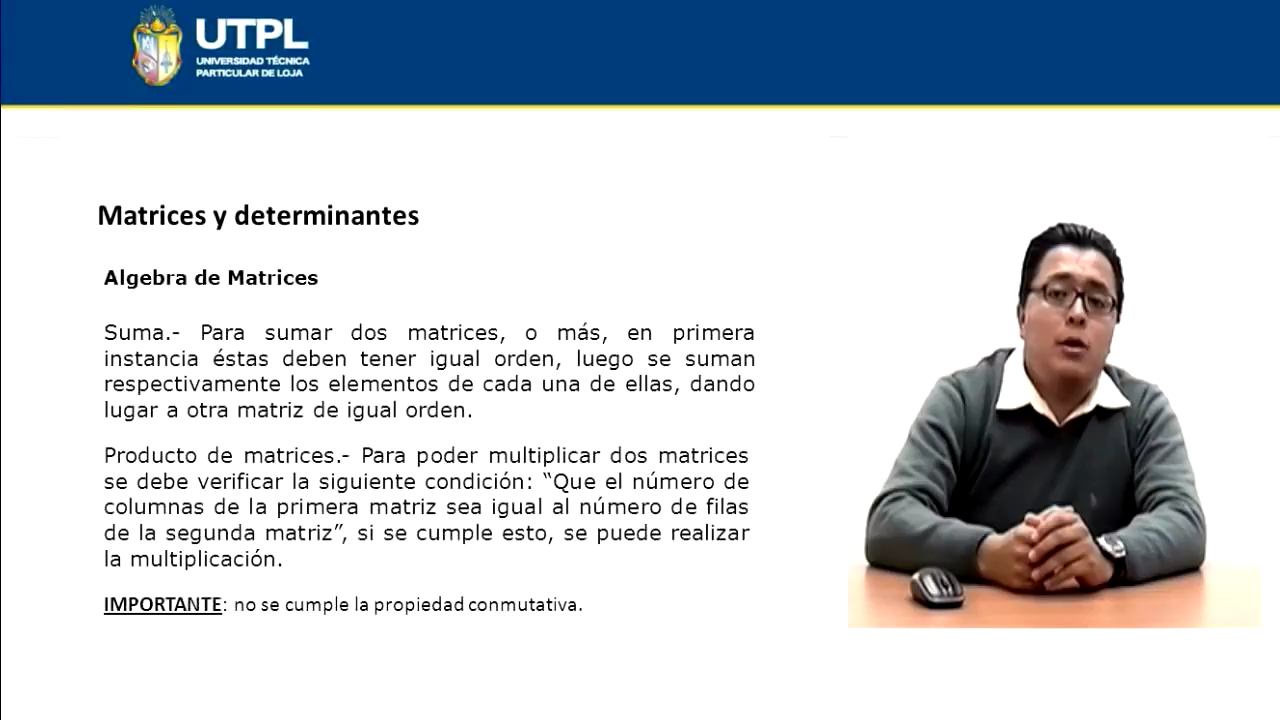 UTPL
UNIVERSIDAD TÉCNICA
PARTICULAR DE LOJA
Matrices y determinantes
Algebra de Matrices
Suma.- Para sumar dos matrices, o más, en primera
instancia éstas deben tener igual orden, luego se suman
respectivamente los elementos de cada una de ellas, dando
lugar a otra matriz de igual orden.
Producto de matrices.- Para poder multiplicar dos matrices
se debe verificar la siguiente condición: “Que el número de
columnas de la primera matriz sea igual al número de filas
de la segunda matriz”, si se cumple esto, se puede realizar
la multiplicación.
IMPORTANTE: no se cumple la propiedad conmutativa.